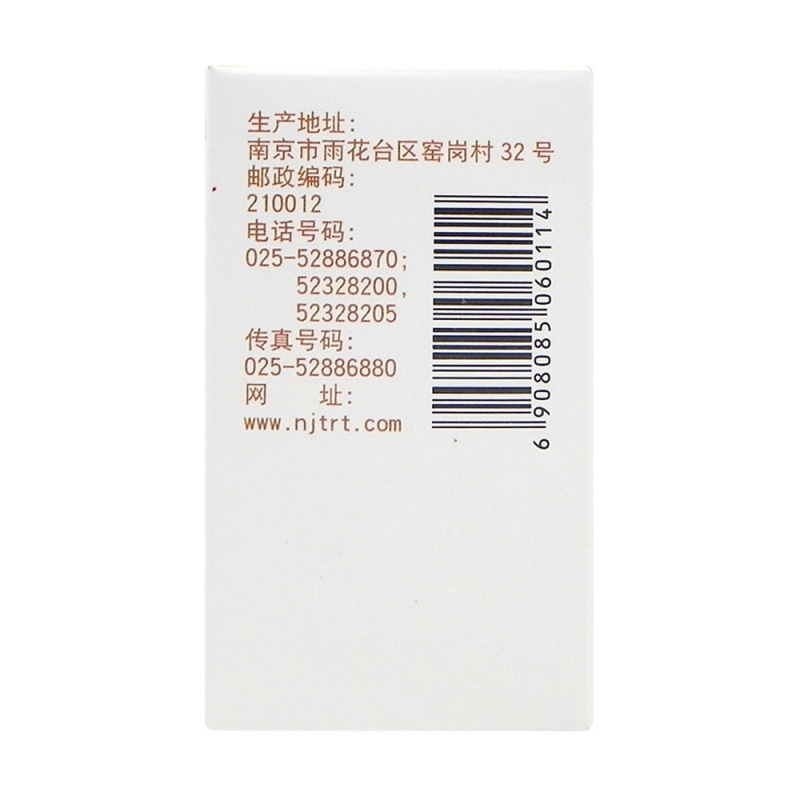 生产地址:
南京市雨花台区窑岗村 32 号
邮政编码:
210012
电话号码:
025-52886870;
52328200,
52328205
传真号码:
025-52886880
网 址:
www.njtrt.com
6 908085 060114